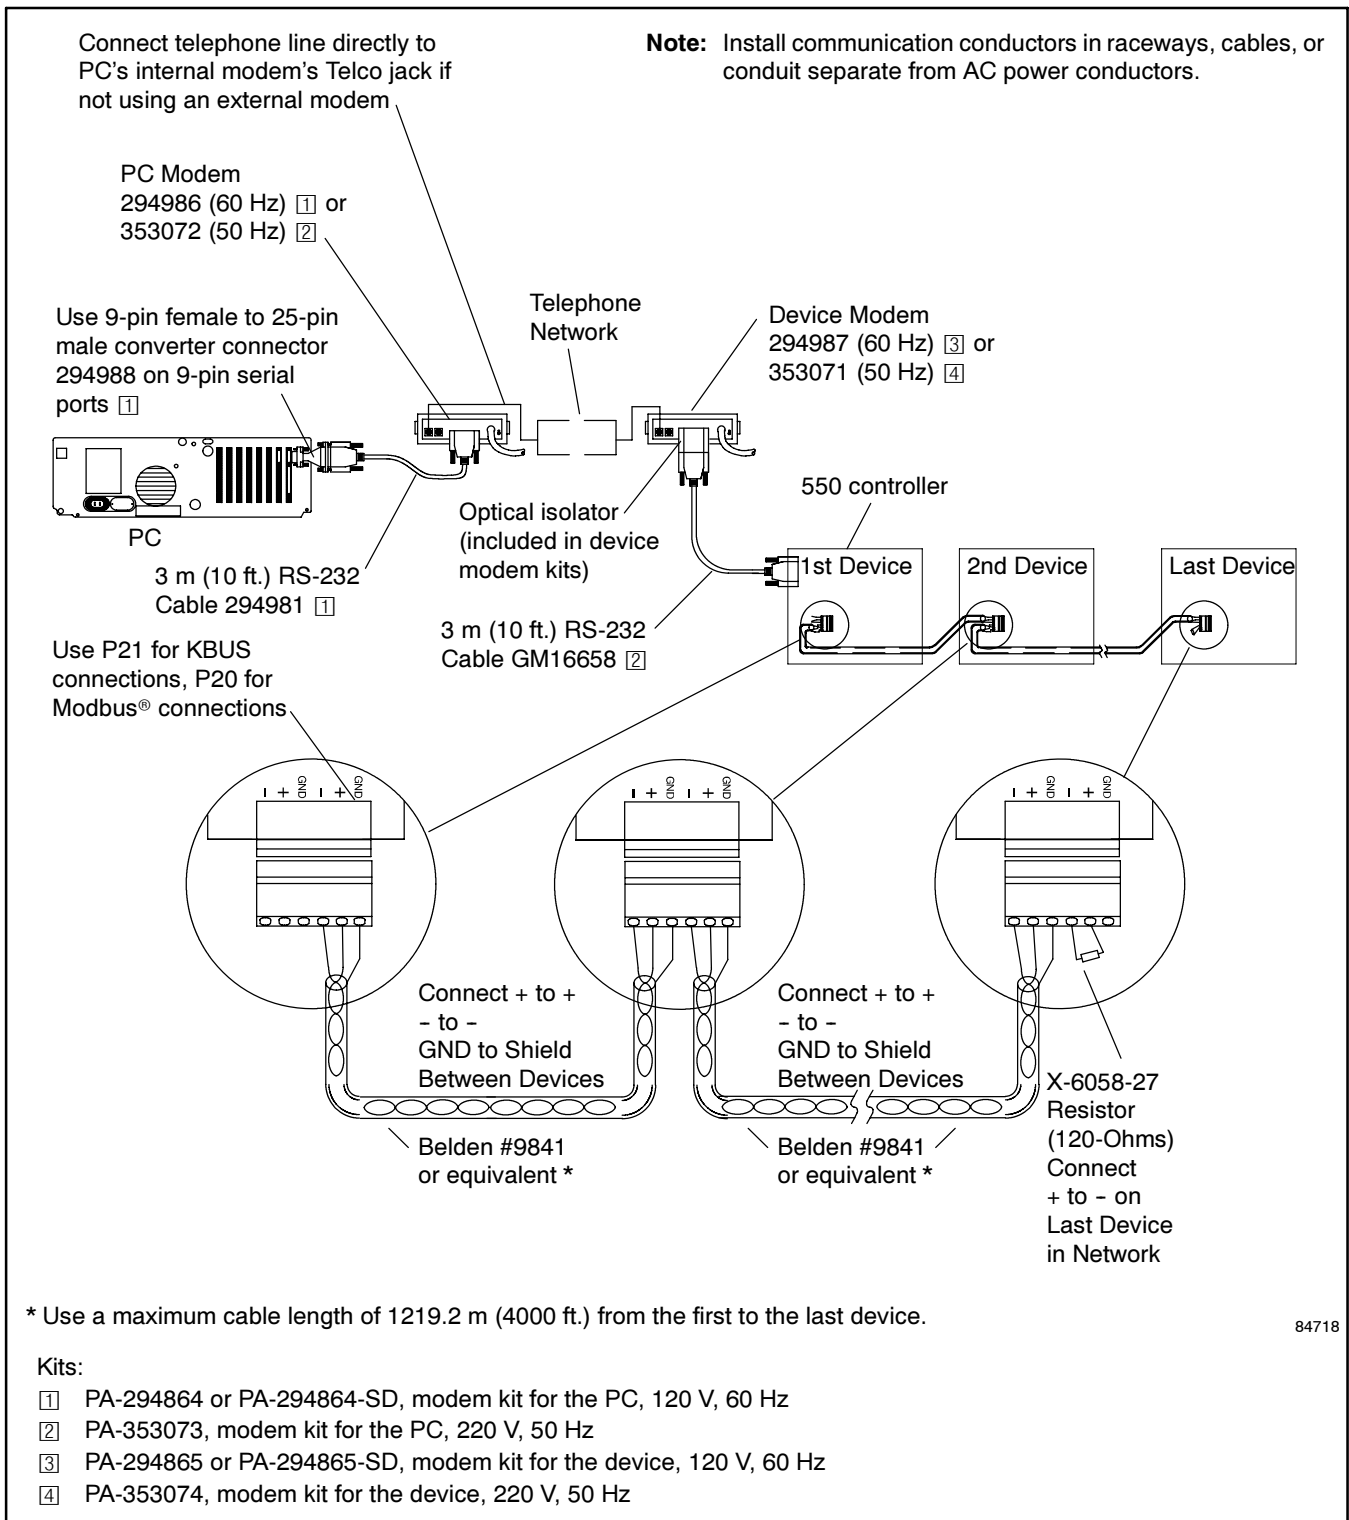 Connect telephone line directly to
PC's internal modem's Telco jack if
not using an external modem
Note: Install communication conductors in raceways, cables, or
conduit separate from AC power conductors.
PC Modem
294986 (60 Hz) 1 or
353072 (50 Hz) 2
Use 9-pin female to 25-pin
male converter connector
294988 on 9-pin serial
ports 1
Telephone
Network
Device Modem
294987 (60 Hz) 3 or
353071 (50 Hz) 4
PC
3 m (10 ft.) RS-232
Cable 294981 1
Optical isolator
(included in device
modem kits)
550 controller
1st Device
2nd Device
Last Device
3 m (10 ft.) RS-232
Cable GM16658 2
Use P21 for KBUS
connections, P20 for
Modbus® connections
- + GND - + GND
- + GND - + GND
- + GND - + GND
Connect + to +
- to -
GND to Shield
Between Devices
Connect + to +
- to -
GND to Shield
Between Devices
Belden #9841
or equivalent *
Belden #9841
or equivalent *
X-6058-27
Resistor
(120-Ohms)
Connect
+ to - on
Last Device
in Network
* Use a maximum cable length of 1219.2 m (4000 ft.) from the first to the last device.
84718
Kits:
1 PA-294864 or PA-294864-SD, modem kit for the PC, 120 V, 60 Hz
2 PA-353073, modem kit for the PC, 220 V, 50 Hz
3 PA-294865 or PA-294865-SD, modem kit for the device, 120 V, 60 Hz
4 PA-353074, modem kit for the device, 220 V, 50 Hz